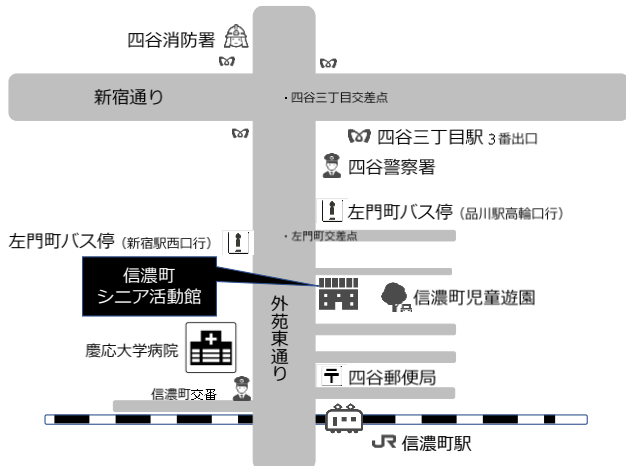 四谷消防署
新宿通り
・四谷三丁目交差点
四谷三丁目駅 3番出口
四谷警察署
左門町バス停（品川駅高輪口行）
左門町バス停（新宿駅西口行）
・左門町交差点
信濃町
シニア活動館
外苑東通り
信濃町児童遊園
慶応大学病院
四谷郵便局
信濃町交番
JR 信濃町駅